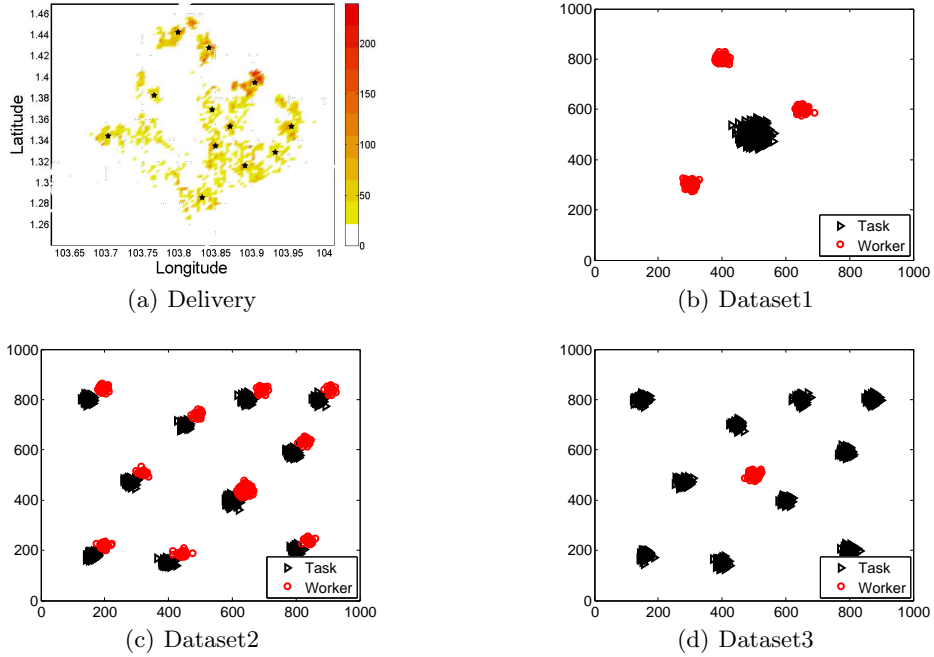 1.46
1.44
1.42
1.4
1.38
1.36
1.34
1.32
1.3
1.28
1.26
Latitude
103.65 103.7 103.75 103.8 103.85 103.9 103.95 104
Longitude
200
150
100
50
0
(a) Delivery
1000
800
600
400
200
0
0 200 400 600 800 1000
Task
Worker
(b) Dataset1
1000
800
600
400
200
0
0 200 400 600 800 1000
Task
Worker
(c) Dataset2
1000
800
600
400
200
0
0 200 400 600 800 1000
Task
Worker
(d) Dataset3